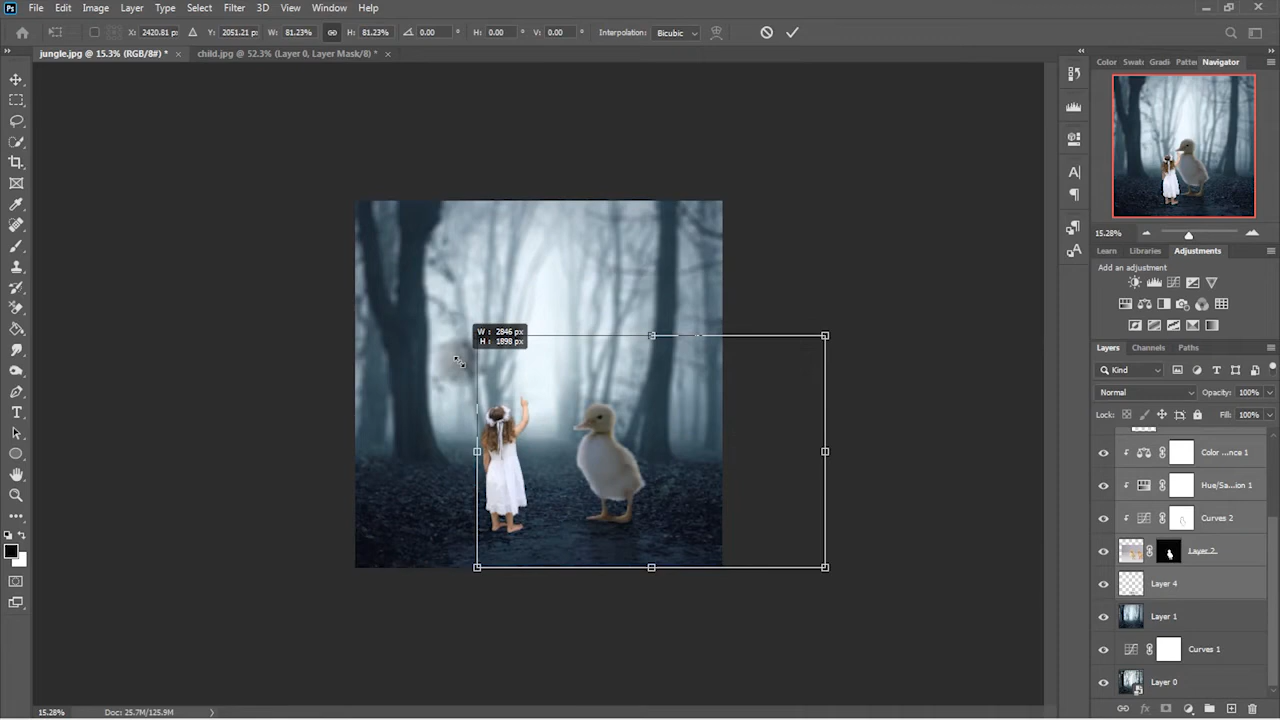 Ps File Edit Image Layer Type Select Filter 3D View Window Help
X: 2420.81 px Y: 2051.21 px W: 81.23% H: 81.23% 0.00 ° H: 0.00 ° V: 0.00 ° Interpolation: Bicubic
jungle.jpg @ 15.3% (RGB/8#) * × child.jpg @ 52.3% (Layer 0, Layer Mask/8) * ×
Color Swatc Gradi Patter Navigator
15.28%
Learn Libraries Adjustments
Add an adjustment
Layers Channels Paths
Kind
Normal Opacity: 100%
Lock: Fill: 100%
Color ...nce 1
Hue/Sa...ion 1
Curves 2
Layer 2
Layer 4
Layer 1
Curves 1
Layer 0
W : 2846 px
H : 1898 px
15.28% Doc: 25.7M/125.9M